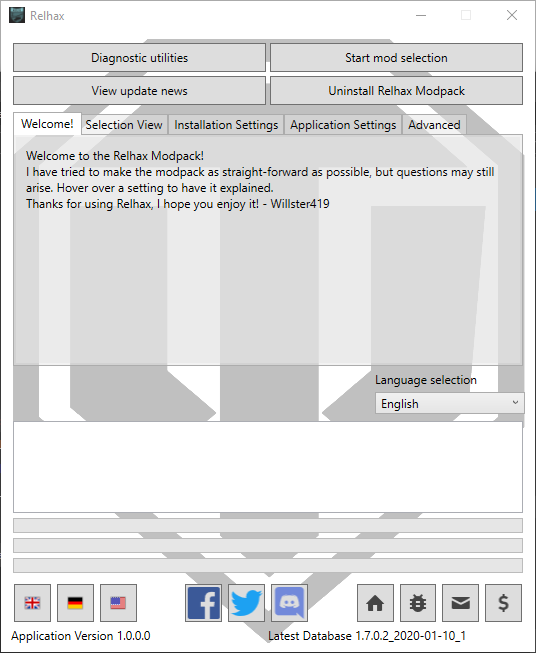 Relhax
Diagnostic utilities
Start mod selection
View update news
Uninstall Relhax Modpack
Welcome!
Selection View
Installation Settings
Application Settings
Advanced
Welcome to the Relhax Modpack!
I have tried to make the modpack as straight-forward as possible, but questions may still
arise. Hover over a setting to have it explained.
Thanks for using Relhax, I hope you enjoy it! - Willster419
Language selection
English
Application Version 1.0.0.0
Latest Database 1.7.0.2_2020-01-10_1